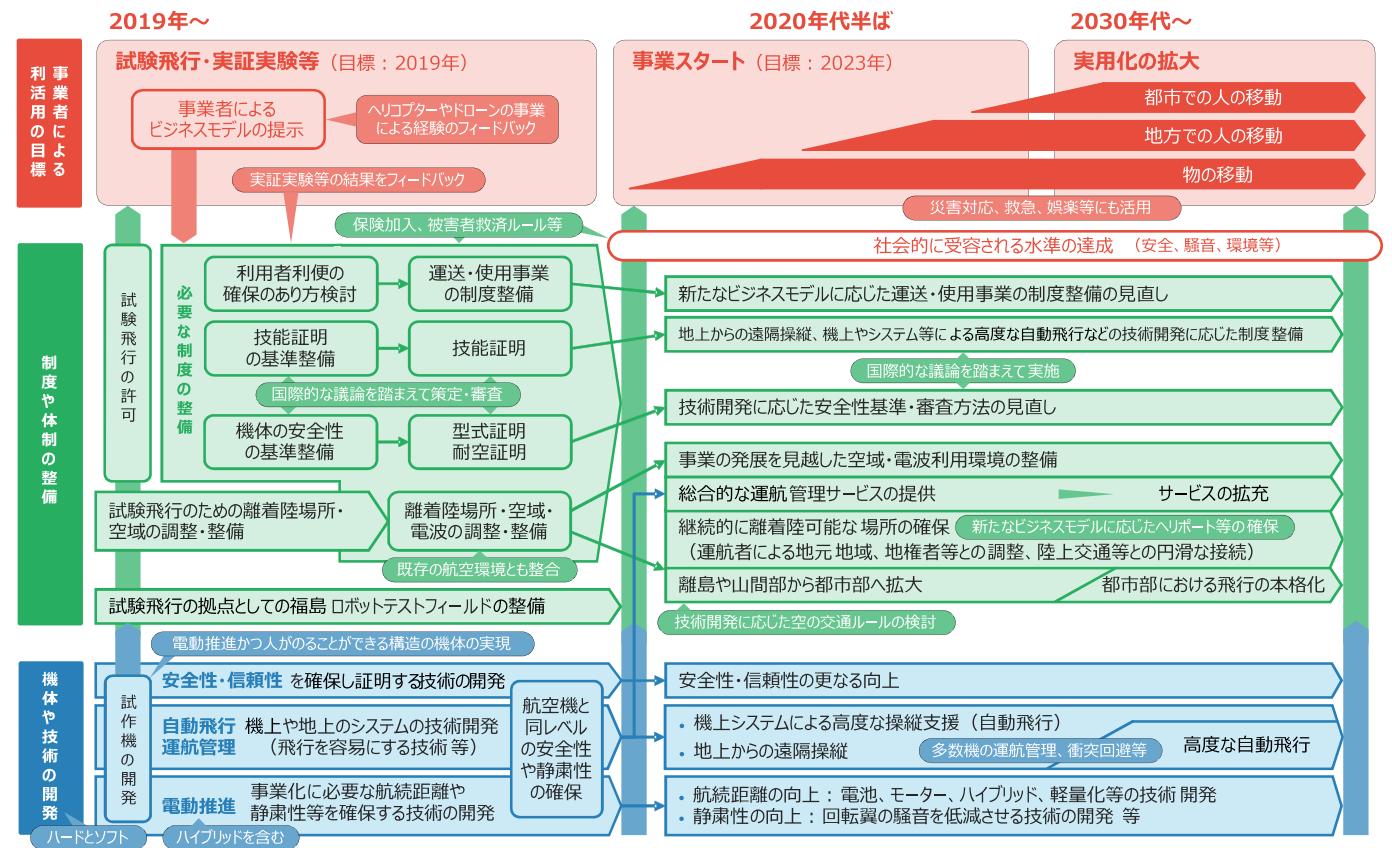 2019年～
2020年代半ば
2030年代～
事業者による
利活用の目標
試験飛行・実証実験等（目標：2019年）
事業者による
ビジネスモデルの提示
ヘリコプターやドローンの事業
による経験のフィードバック
実証実験等の結果をフィードバック
事業スタート（目標：2023年）
実用化の拡大
都市での人の移動
地方での人の移動
物の移動
災害対応、救急、娯楽等にも活用
保険加入、被害者救済ルール等
社会的に受容される水準の達成　（安全、騒音、環境等）
制度や体制の整備
試験飛行の許可
必要な制度の整備
利用者利便の
確保のあり方検討
運送・使用事業
の制度整備
技能証明
の基準整備
技能証明
国際的な議論を踏まえて策定・審査
機体の安全性
の基準整備
型式証明
耐空証明
試験飛行のための離着陸場所・
空域の調整・整備
離着陸場所・空域・
電波の調整・整備
既存の航空環境とも整合
試験飛行の拠点としての福島ロボットテストフィールドの整備
新たなビジネスモデルに応じた運送・使用事業の制度整備の見直し
地上からの遠隔操縦、機上やシステム等による高度な自動飛行などの技術開発に応じた制度整備
国際的な議論を踏まえて実施
技術開発に応じた安全性基準・審査方法の見直し
事業の発展を見越した空域・電波利用環境の整備
総合的な運航管理サービスの提供
サービスの拡充
継続的に離着陸可能な場所の確保
新たなビジネスモデルに応じたヘリポート等の確保
（運航者による地元地域、地権者等との調整、陸上交通等との円滑な接続）
離島や山間部から都市部へ拡大
都市部における飛行の本格化
技術開発に応じた空の交通ルールの検討
機体や技術の開発
電動推進かつ人がのることができる構造の機体の実現
試作機の開発
安全性・信頼性 を確保し証明する技術の開発
自動飛行
運航管理
機上や地上のシステムの技術開発
（飛行を容易にする技術等）
電動推進
事業化に必要な航続距離や
静粛性等を確保する技術の開発
航空機と
同レベル
の安全性
や静粛性
の確保
ハードとソフト
ハイブリッドを含む
安全性・信頼性の更なる向上
• 機上システムによる高度な操縦支援（自動飛行）
• 地上からの遠隔操縦
多数機の運航管理、衝突回避等
高度な自動飛行
• 航続距離の向上：電池、モーター、ハイブリッド、軽量化等の技術開発
• 静粛性の向上：回転翼の騒音を低減させる技術の開発 等